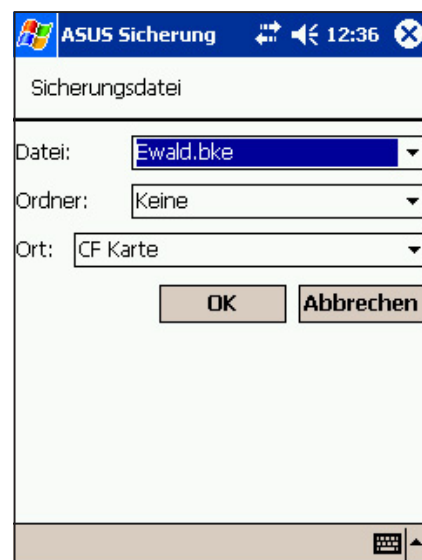 ASUS Sicherung 12:36
Sicherungsdatei
Datei: Ewald.bke
Ordner: Keine
Ort: CF Karte
OK Abbrechen